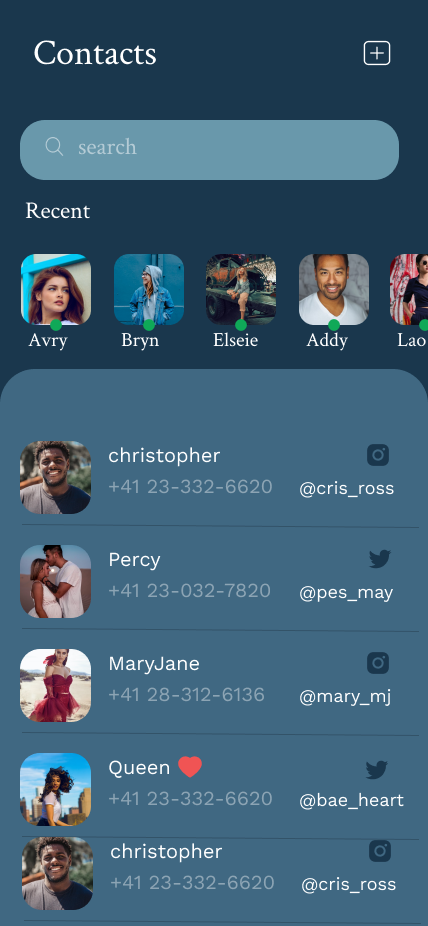 Contacts
search
Recent
Avry Bryn Elseie Addy Lao
christopher
+41 23-332-6620 @cris_ross
Percy
+41 23-032-7820 @pes_may
MaryJane
+41 28-312-6136 @mary_mj
Queen ❤️
+41 23-332-6620 @bae_heart
christopher
+41 23-332-6620 @cris_ross